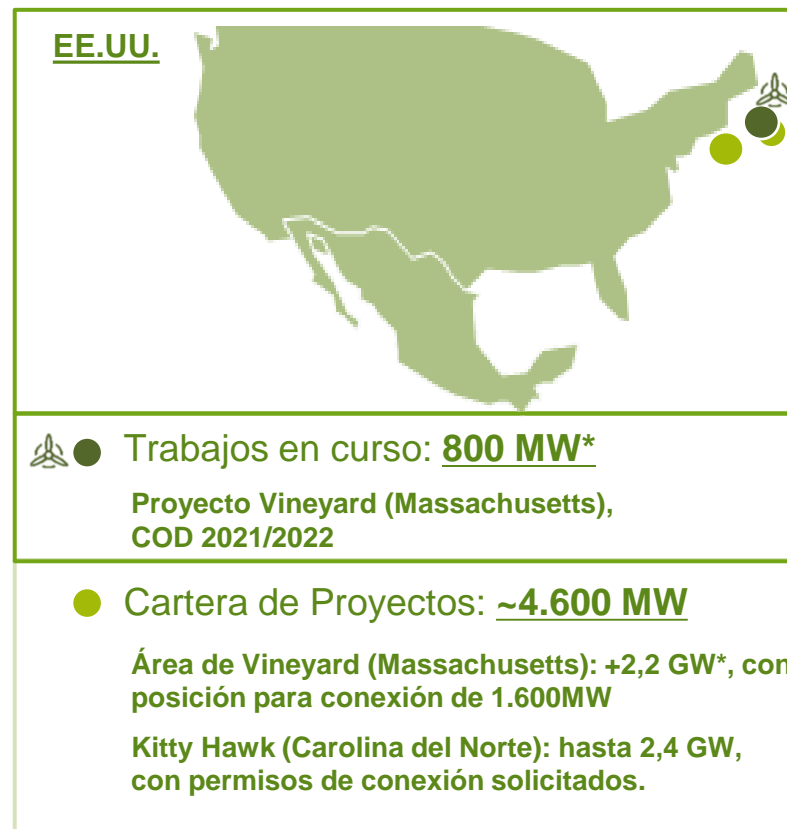 EE.UU.
Trabajos en curso: 800 MW*
Proyecto Vineyard (Massachusetts),
COD 2021/2022
Cartera de Proyectos: ~4.600 MW
Área de Vineyard (Massachusetts): +2,2 GW*, con
posición para conexión de 1.600MW
Kitty Hawk (Carolina del Norte): hasta 2,4 GW,
con permisos de conexión solicitados.